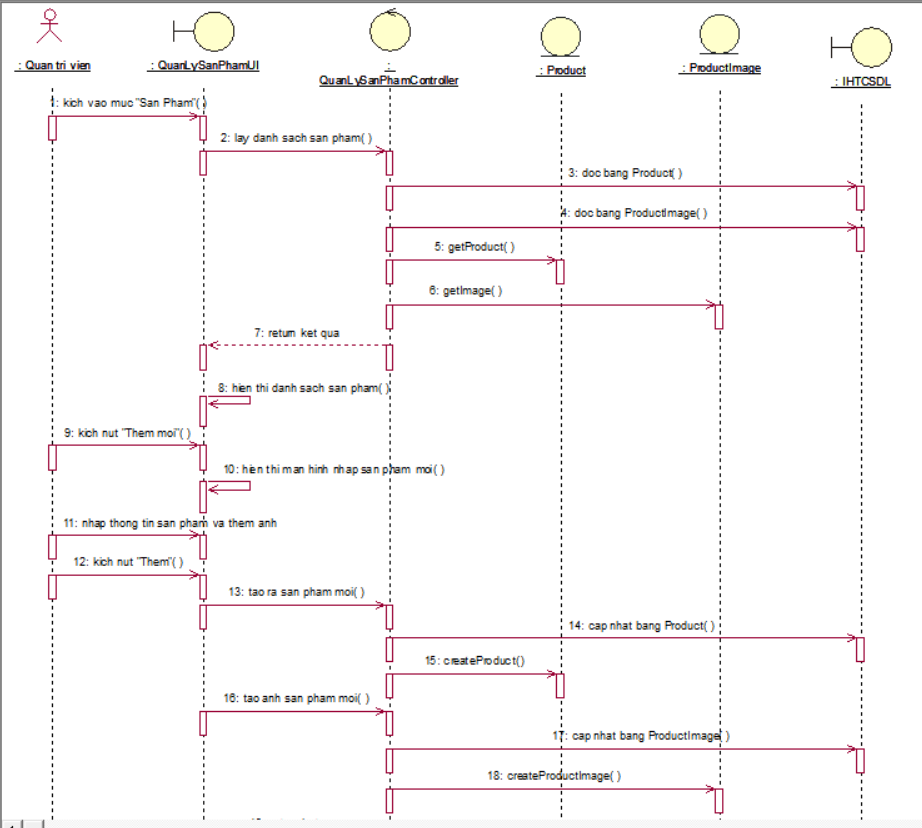 : Quan tri vien
: QuanLySanPhamUI
:
QuanLySanPhamController
: Product
: ProductImage
: IHTCSDL
1: kich vao muc "San Pham"( )
2: lay danh sach san pham( )
3: doc bang Product( )
4: doc bang ProductImage( )
5: getProduct( )
6: getImage( )
7: return ket qua
8: hien thi danh sach san pham( )
9: kich nut "Them moi"( )
10: hien thi man hinh nhap san pham moi( )
11: nhap thong tin san pham va them anh
12: kich nut "Them"( )
13: tao ra san pham moi( )
14: cap nhat bang Product( )
15: createProduct()
16: tao anh san pham moi( )
17: cap nhat bang ProductImage( )
18: createProductImage( )